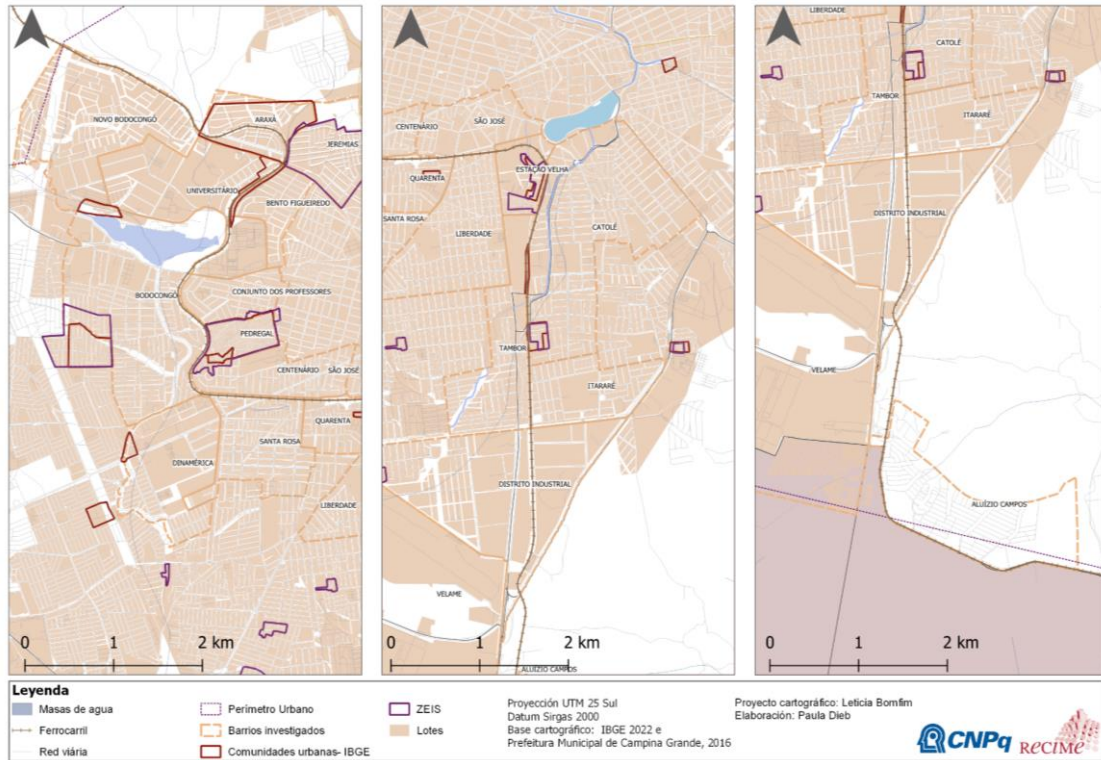 NOVO BODOCONGÓ
ARAXÁ
JEREMIAS
UNIVERSITÁRIO
BENTO FIGUEIREDO
BODOCONGÓ
CONJUNTO DOS PROFESSORES
PEDREGAL
CENTENÁRIO
SÃO JOSÉ
QUARENTA
SANTA ROSA
DINAMÉRICA
LIBERDADE
0 1 2 km
CENTENÁRIO
SÃO JOSÉ
ESTAÇÃO VELHA
QUARENTA
SANTA ROSA
LIBERDADE
CATOLÉ
TAMBOR
ITARARÉ
DISTRITO INDUSTRIAL
VELAME
0 1 2 km
ALUÍZIO CAMPOS
LIBERDADE
CATOLÉ
TAMBOR
ITARARÉ
DISTRITO INDUSTRIAL
VELAME
ALUÍZIO CAMPOS
0 1 2 km
Leyenda
Masas de agua
Ferrocarril
Red viária
Perímetro Urbano
Barrios investigados
Comunidades urbanas- IBGE
ZEIS
Lotes
Proyección UTM 25 Sul
Datum Sirgas 2000
Base cartográfico: IBGE 2022 e
Prefeitura Municipal de Campina Grande, 2016
Proyecto cartográfico: Leticia Bomfim
Elaboración: Paula Dieb
CNPq
ReCiMe